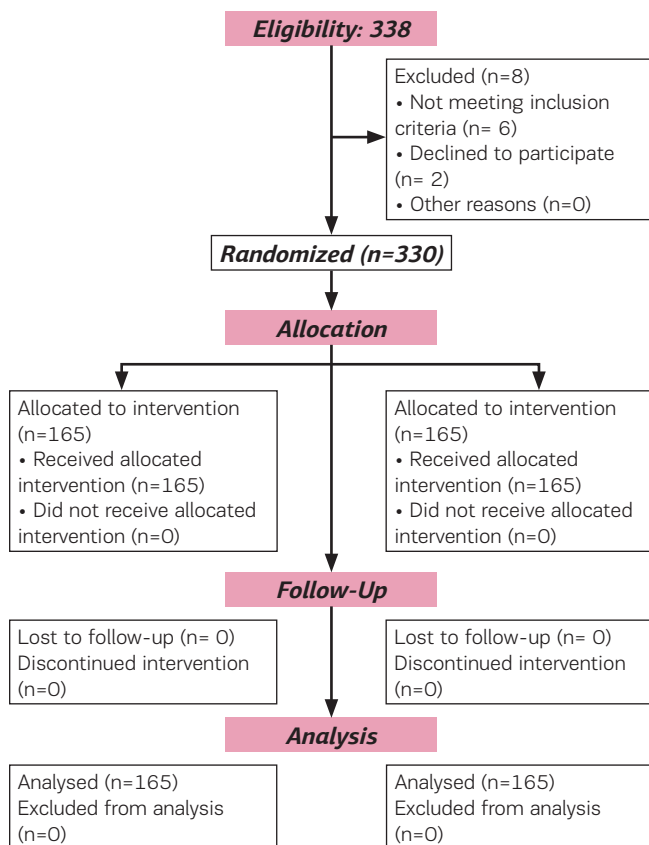 Eligibility: 338
Excluded (n=8)
• Not meeting inclusion
criteria (n= 6)
• Declined to participate
(n= 2)
• Other reasons (n=0)
Randomized (n=330)
Allocation
Allocated to intervention
(n=165)
• Received allocated
intervention (n=165)
• Did not receive allocated
intervention (n=0)
Allocated to intervention
(n=165)
• Received allocated
intervention (n=165)
• Did not receive allocated
intervention (n=0)
Follow-Up
Lost to follow-up (n= 0)
Discontinued intervention
(n=0)
Lost to follow-up (n= 0)
Discontinued intervention
(n=0)
Analysis
Analysed (n=165)
Excluded from analysis
(n=0)
Analysed (n=165)
Excluded from analysis
(n=0)